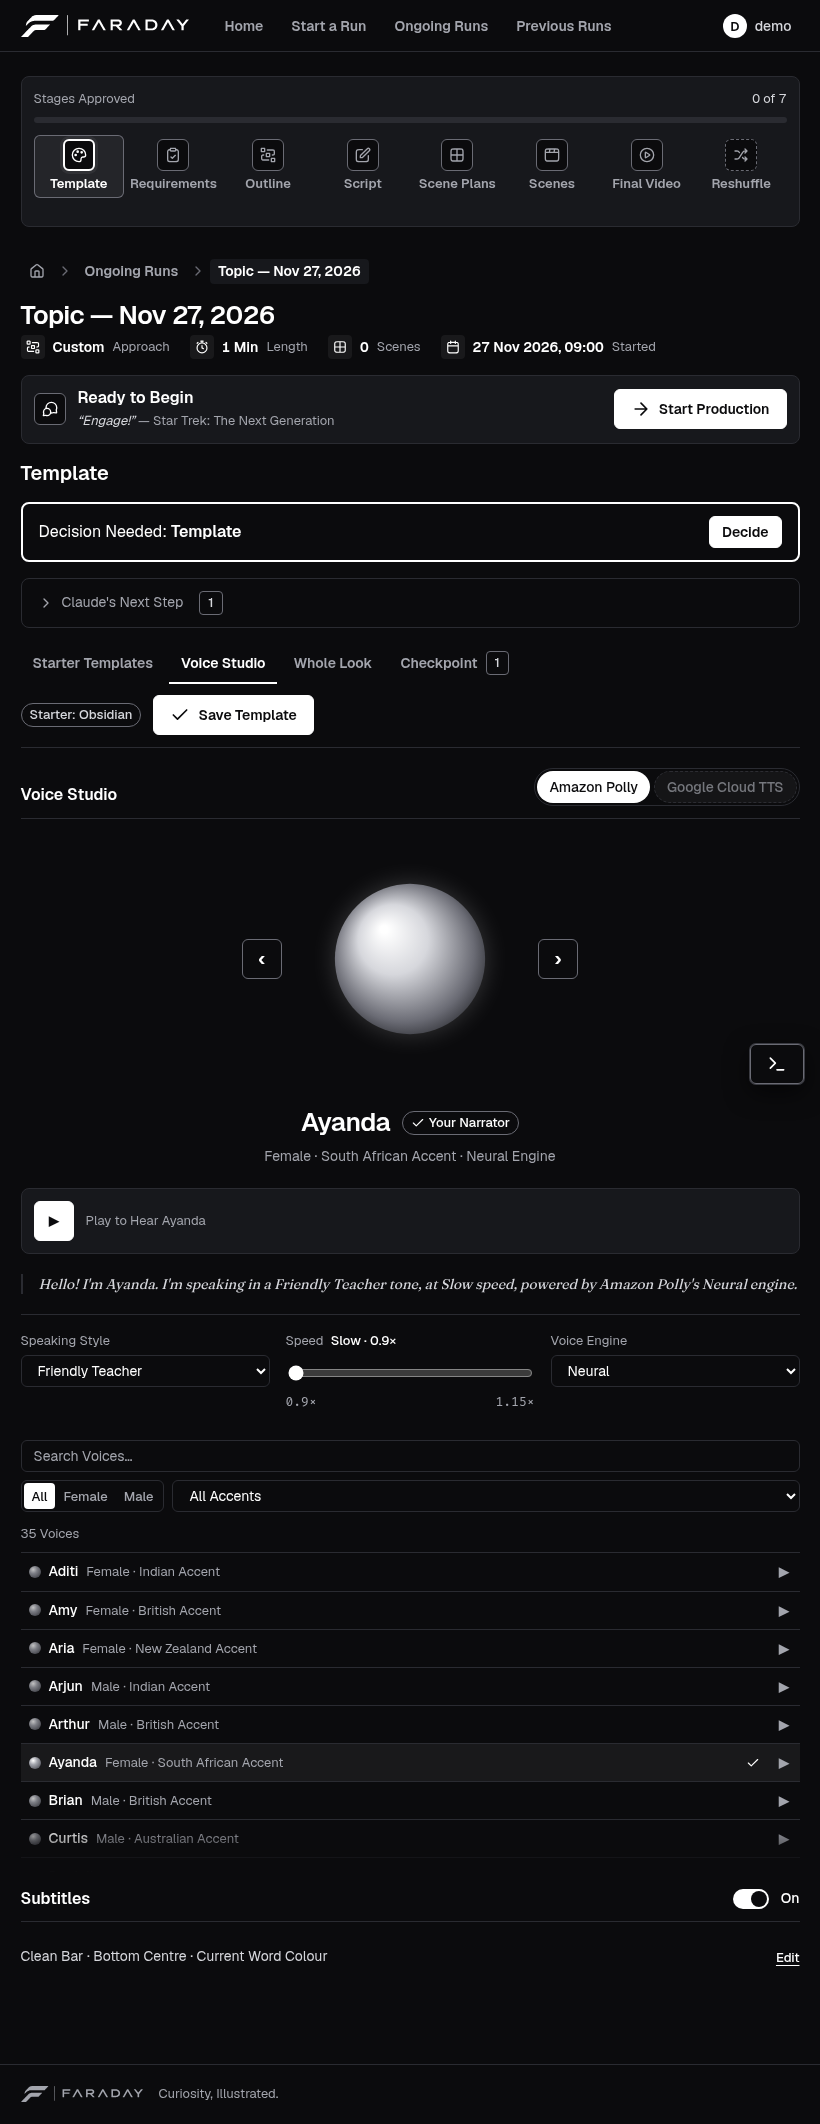 FARADAY
Home
Start a Run
Ongoing Runs
Previous Runs
D
demo
Stages Approved
0 of 7
Template
Requirements
Outline
Script
Scene Plans
Scenes
Final Video
Reshuffle
Ongoing Runs
Topic — Nov 27, 2026
Topic — Nov 27, 2026
Custom Approach
1 Min Length
0 Scenes
27 Nov 2026, 09:00 Started
Ready to Begin
“Engage!” — Star Trek: The Next Generation
Start Production
Template
Decision Needed: Template
Decide
Claude's Next Step
1
Starter Templates
Voice Studio
Whole Look
Checkpoint
1
Starter: Obsidian
Save Template
Voice Studio
Amazon Polly
Google Cloud TTS
Ayanda
Your Narrator
Female · South African Accent · Neural Engine
Play to Hear Ayanda
Hello! I'm Ayanda. I'm speaking in a Friendly Teacher tone, at Slow speed, powered by Amazon Polly's Neural engine.
Speaking Style
Friendly Teacher
Speed Slow · 0.9×
0.9×
1.15×
Voice Engine
Neural
Search Voices…
All
Female
Male
All Accents
35 Voices
Aditi Female · Indian Accent
Amy Female · British Accent
Aria Female · New Zealand Accent
Arjun Male · Indian Accent
Arthur Male · British Accent
Ayanda Female · South African Accent
Brian Male · British Accent
Curtis Male · Australian Accent
Subtitles
On
Clean Bar · Bottom Centre · Current Word Colour
Edit
FARADAY
Curiosity, Illustrated.